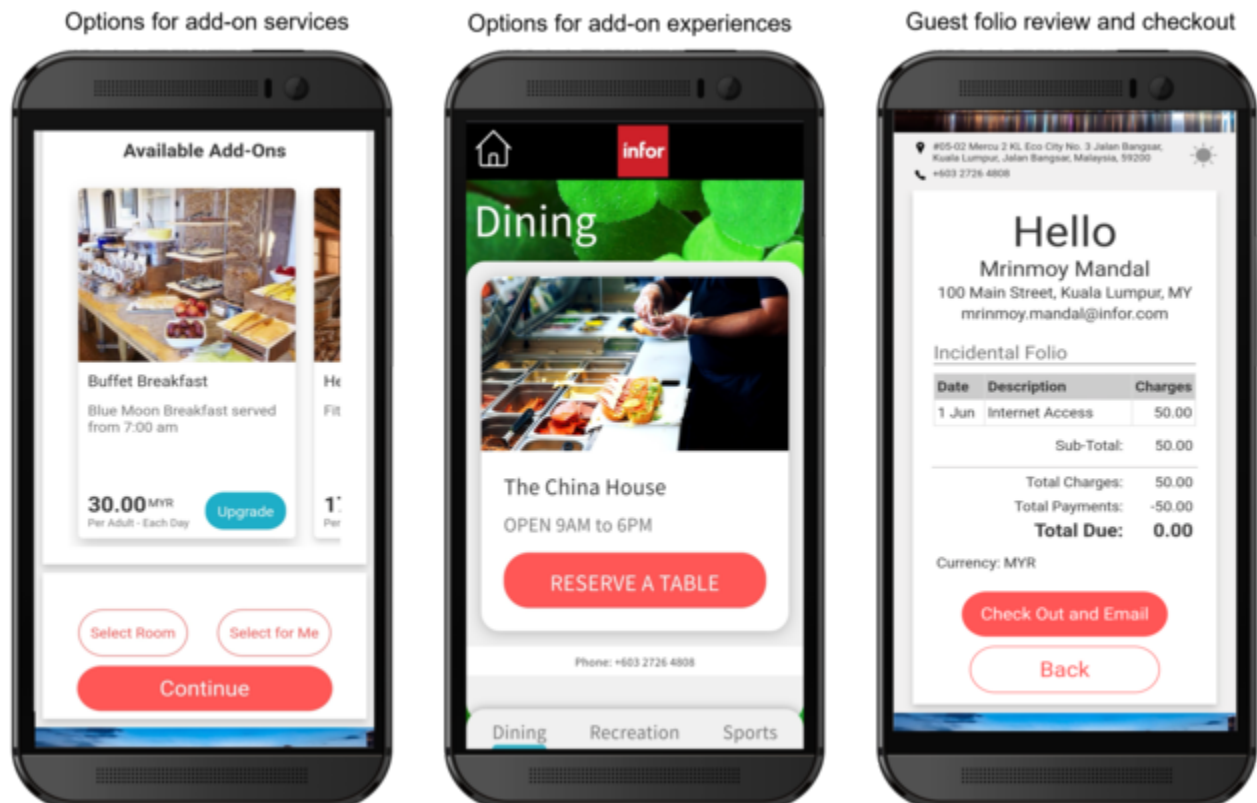 Options for add-on services
Available Add-Ons
Buffet Breakfast
Blue Moon Breakfast served
from 7:00 am
30.00 MYR
Per Adult - Each Day
Upgrade
He
Fit
17
Per
Select Room
Select for Me
Continue
Options for add-on experiences
infor
Dining
The China House
OPEN 9AM to 6PM
RESERVE A TABLE
Phone: +603 2726 4808
Dining Recreation Sports
Guest folio review and checkout
#05-02 Mercu 2 KL Eco City No. 3 Jalan Bangsar,
Kuala Lumpur, Jalan Bangsar, Malaysia, 59200
+603 2726 4808
Hello
Mrinmoy Mandal
100 Main Street, Kuala Lumpur, MY
mrinmoy.mandal@infor.com
Incidental Folio
Date Description Charges
1 Jun Internet Access 50.00
Sub-Total: 50.00
Total Charges: 50.00
Total Payments: -50.00
Total Due: 0.00
Currency: MYR
Check Out and Email
Back